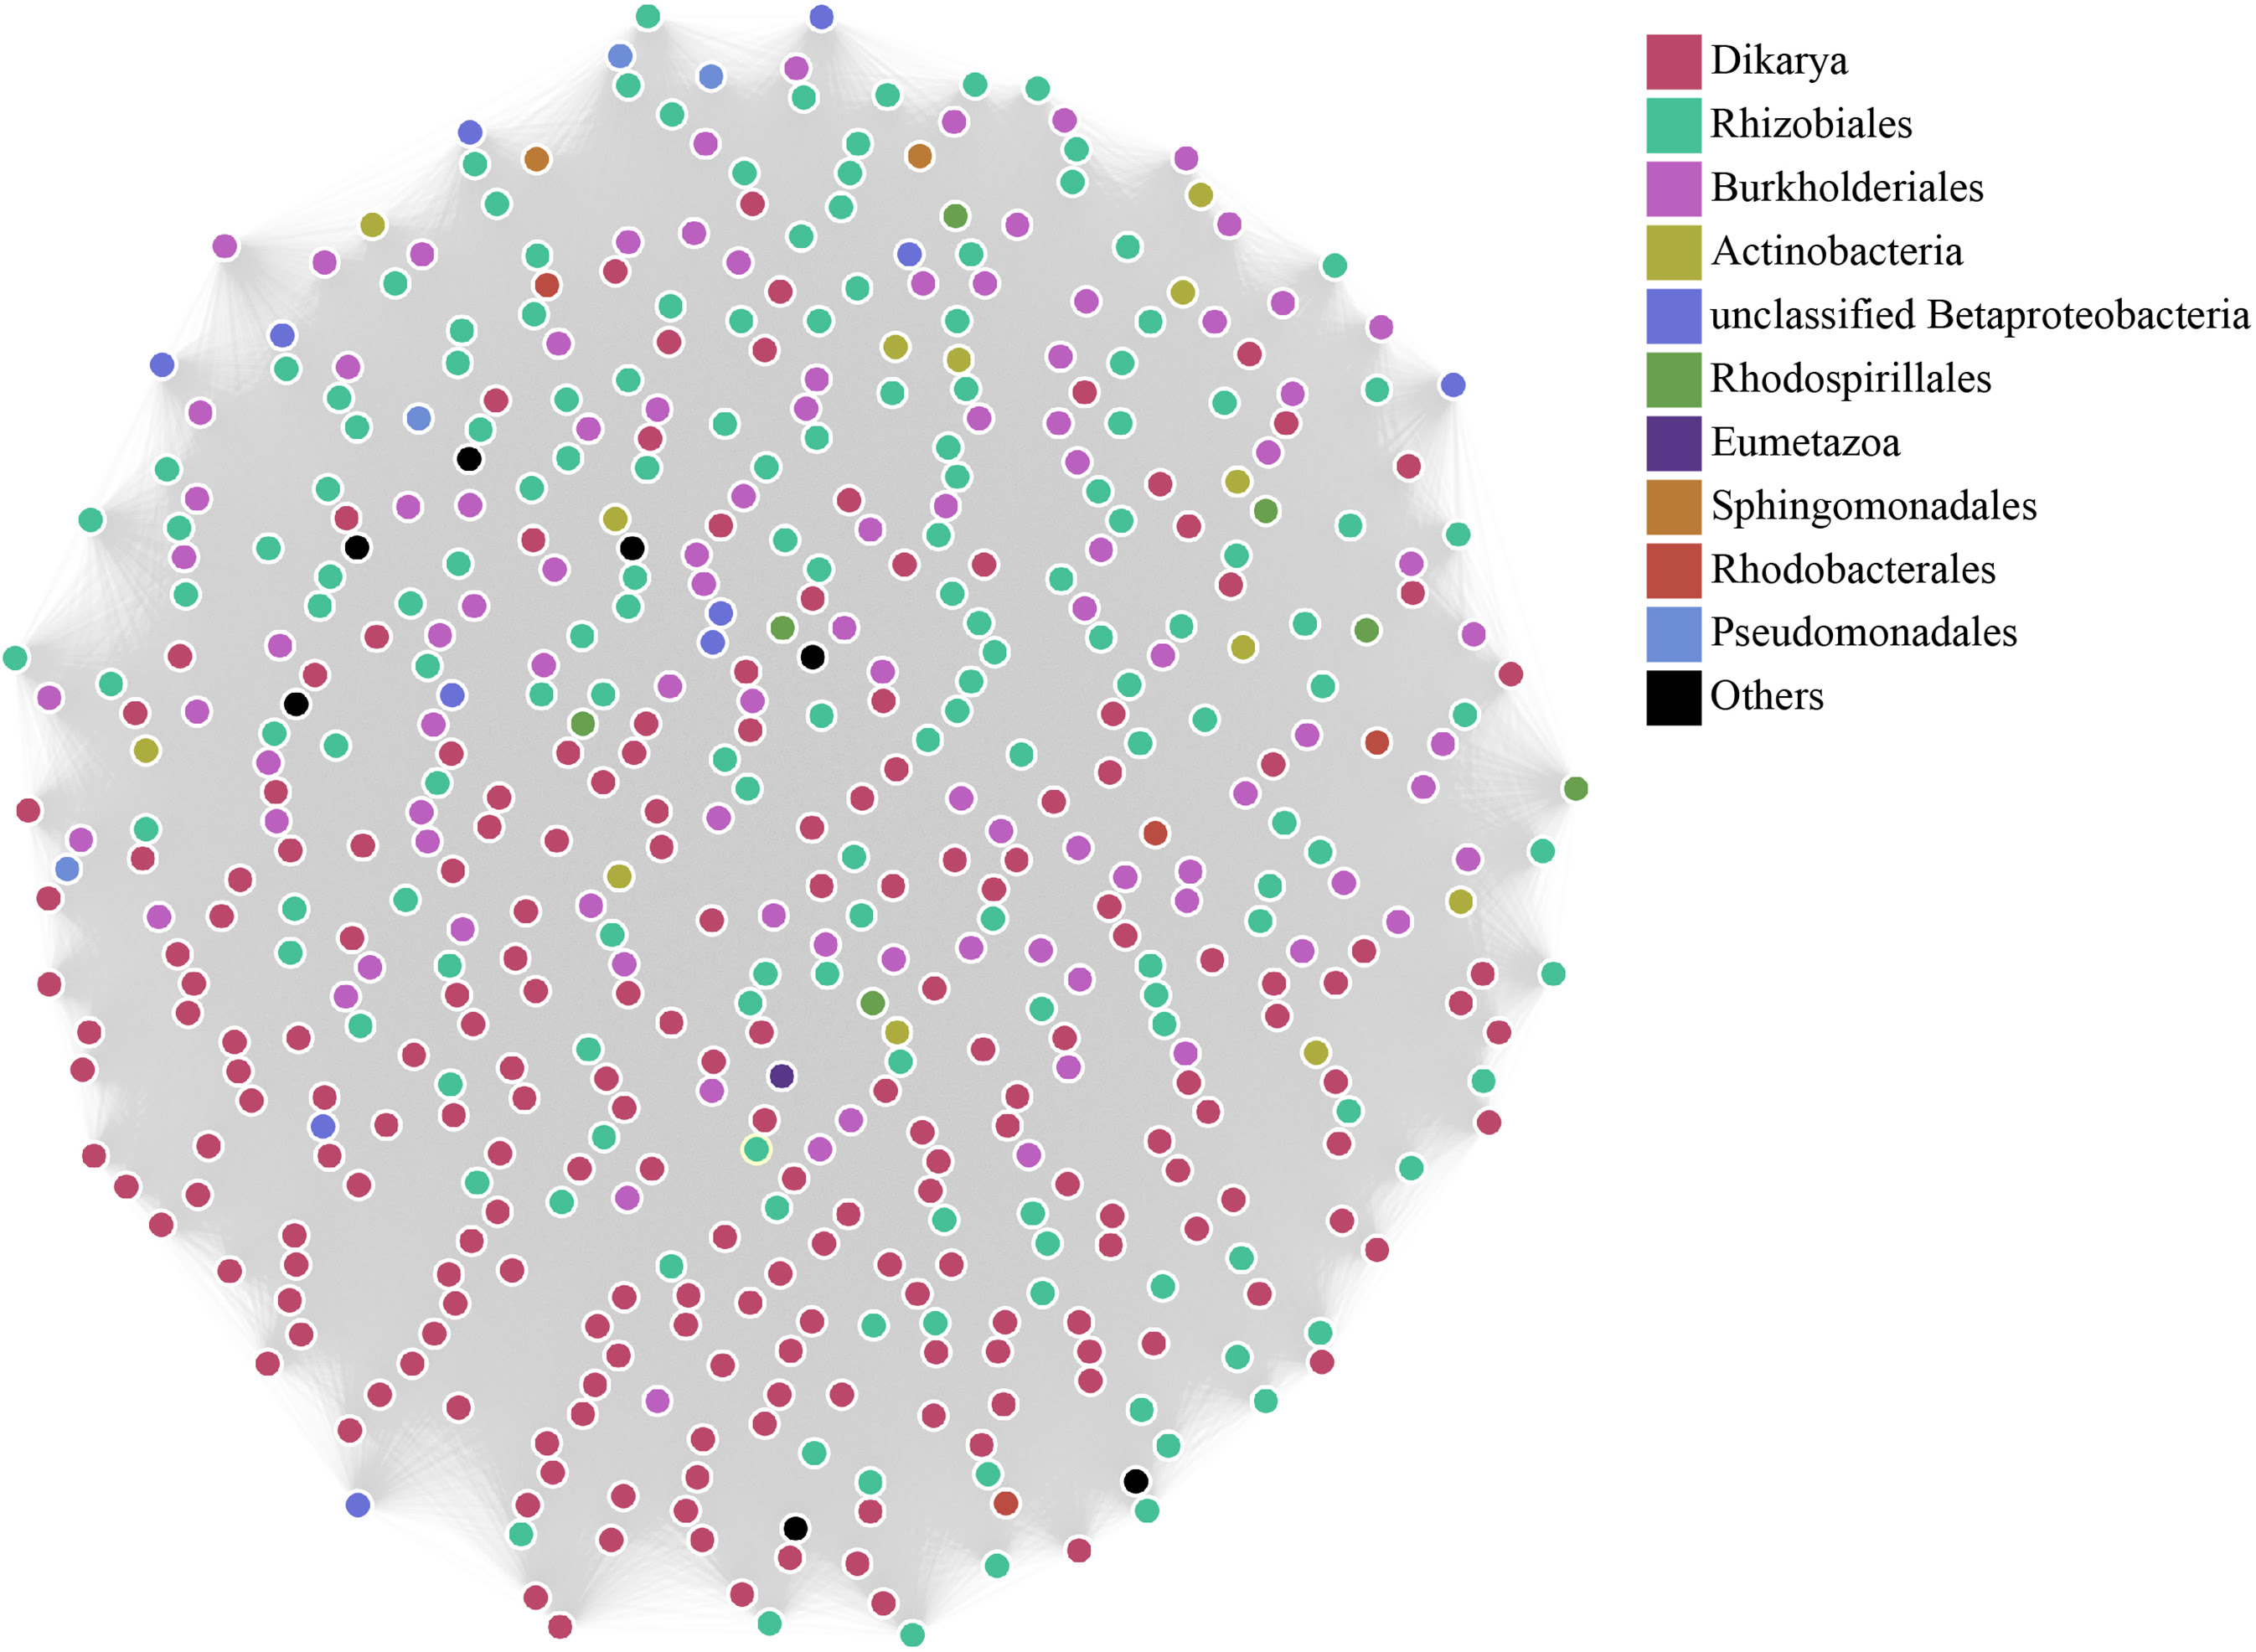 Dikarya
Rhizobiales
Burkholderiales
Actinobacteria
unclassified Betaproteobacteria
Rhodospirillales
Eumetazoa
Sphingomonadales
Rhodobacterales
Pseudomonadales
Others